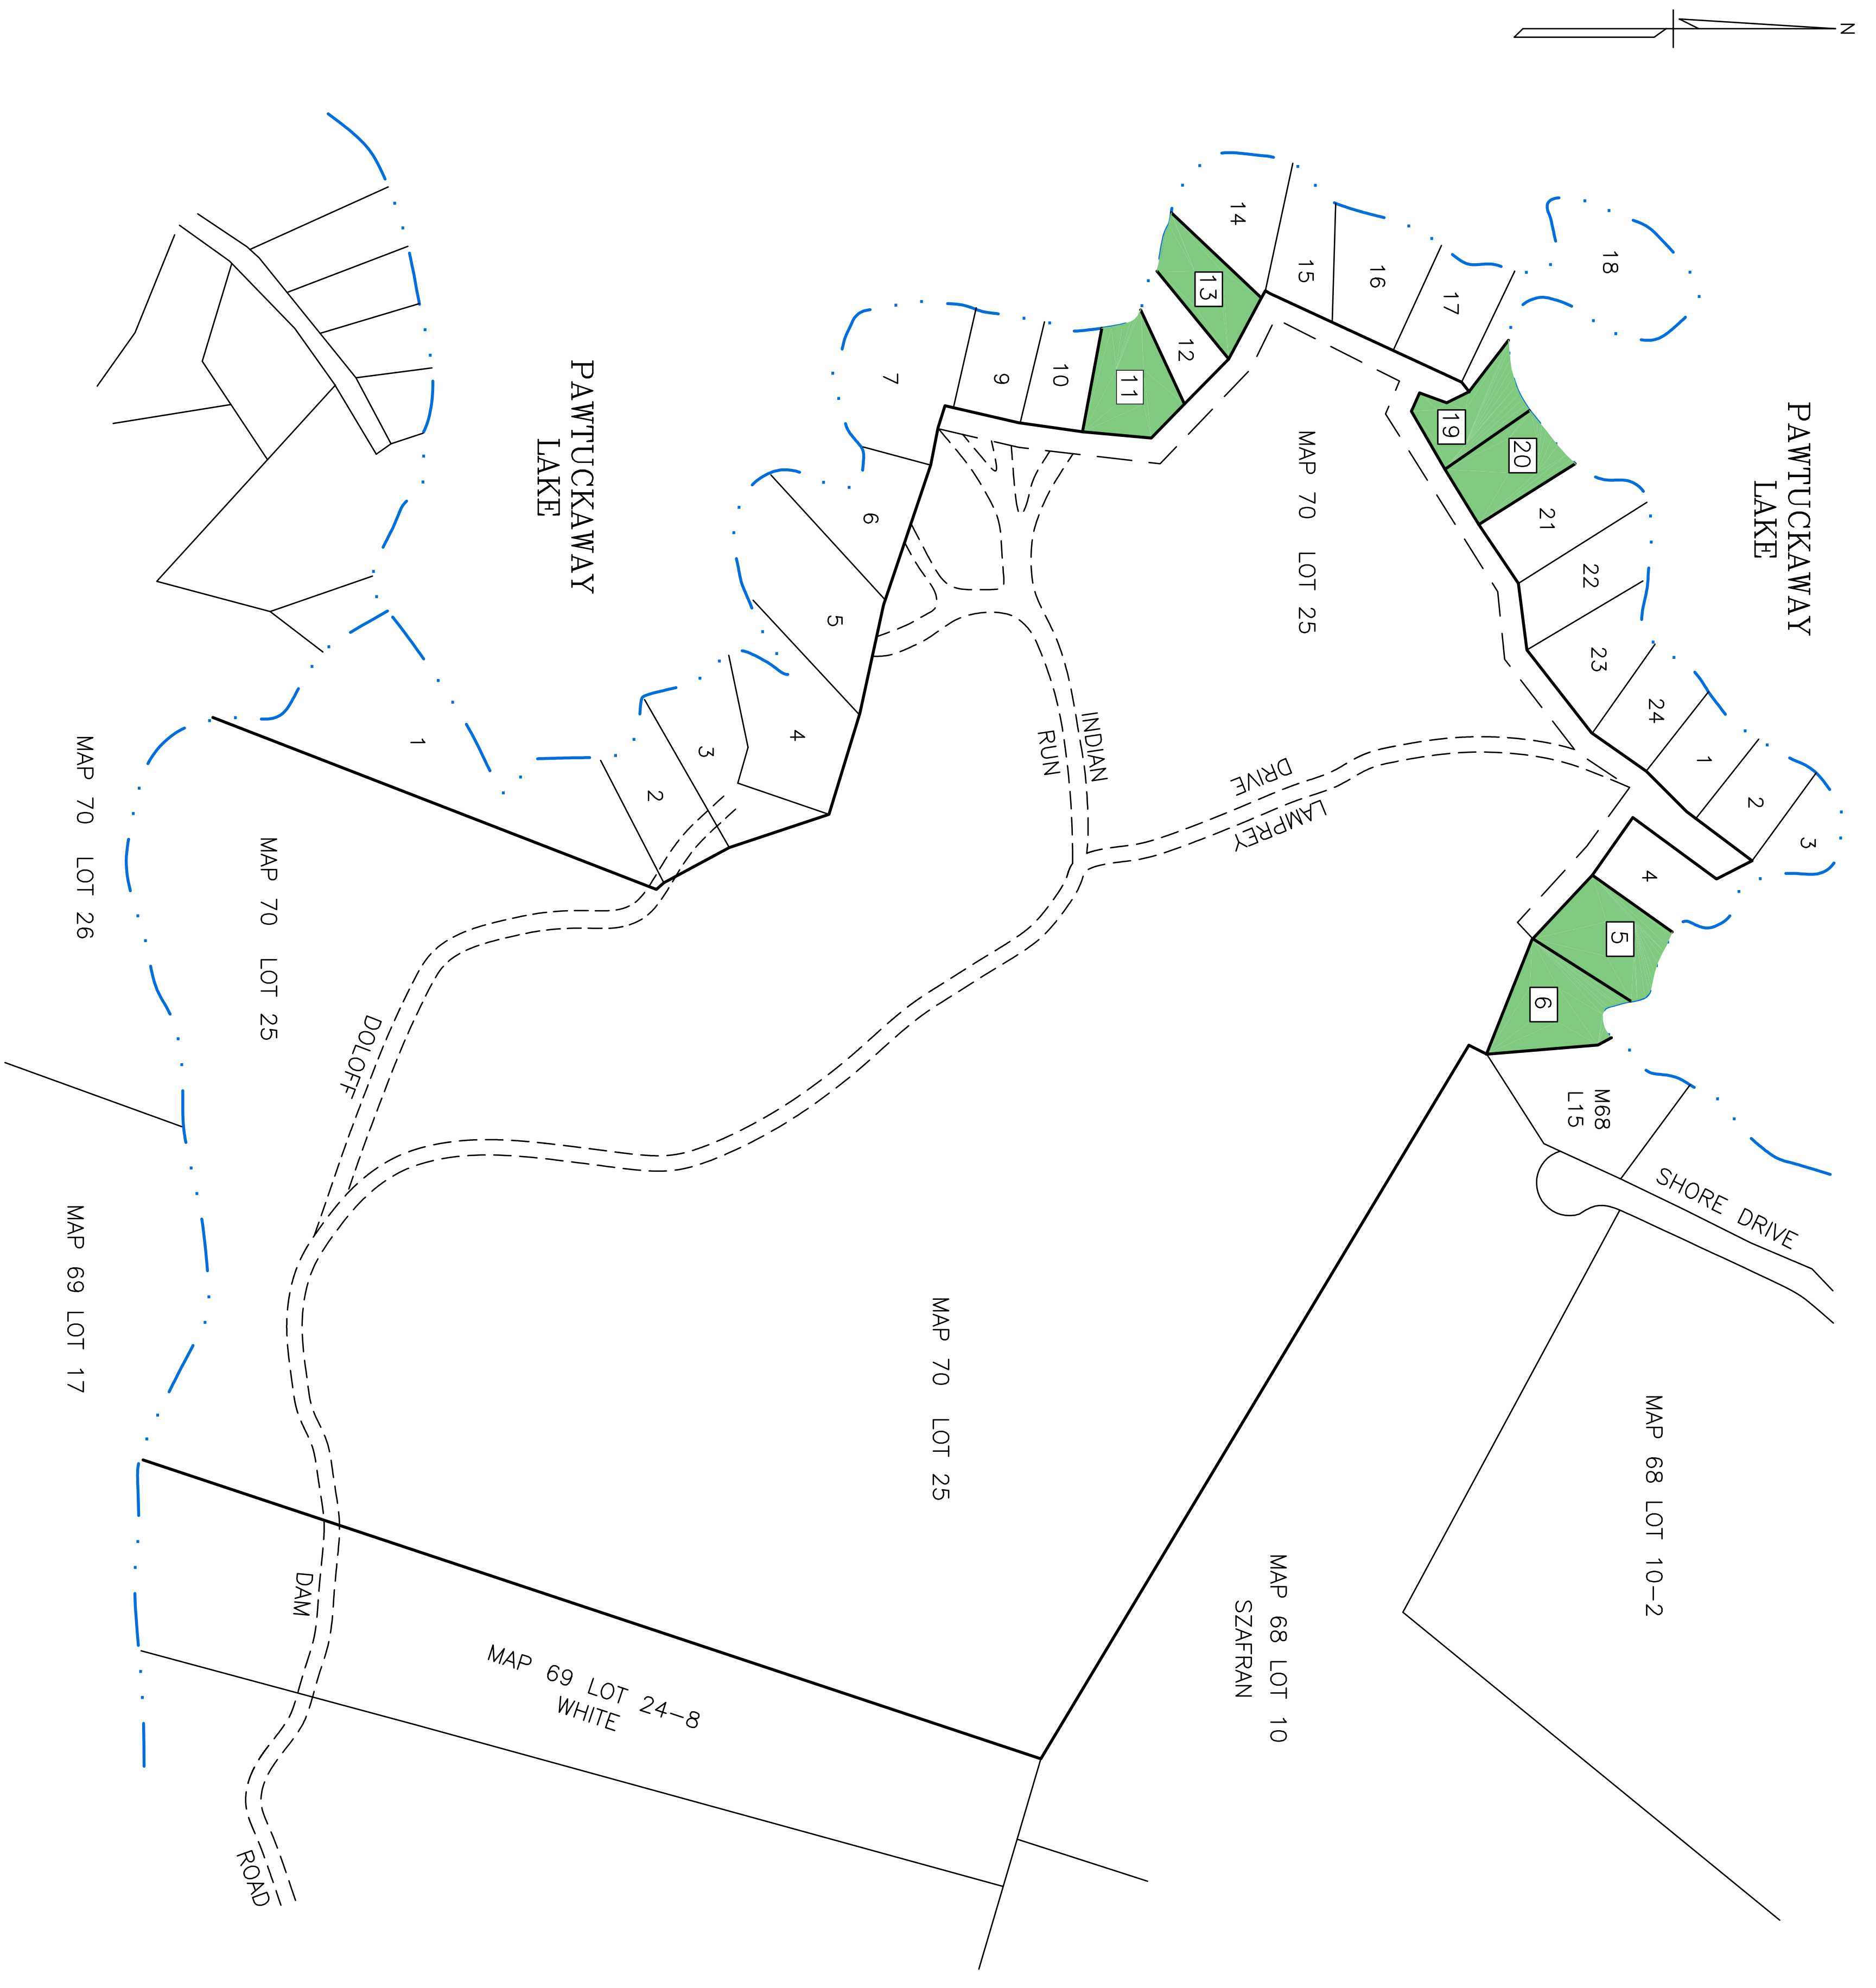 N
PAWTUCKAWAY
LAKE
18
17
16
15
14
13
12
11
10
9
7
19
20
21
22
23
24
1
2
3
4
5
6
M68
L15
SHORE DRIVE
MAP 68 LOT 10-2
MAP 68 LOT 10
SZAFRAN
MAP 70 LOT 25
LAMPREY
DRIVE
INDIAN
RUN
MAP 70 LOT 25
PAWTUCKAWAY
LAKE
6
5
4
3
2
1
MAP 70 LOT 25
MAP 70 LOT 26
MAP 69 LOT 17
MAP 69 LOT 24-8
WHITE
DOLOFF
DAM
ROAD